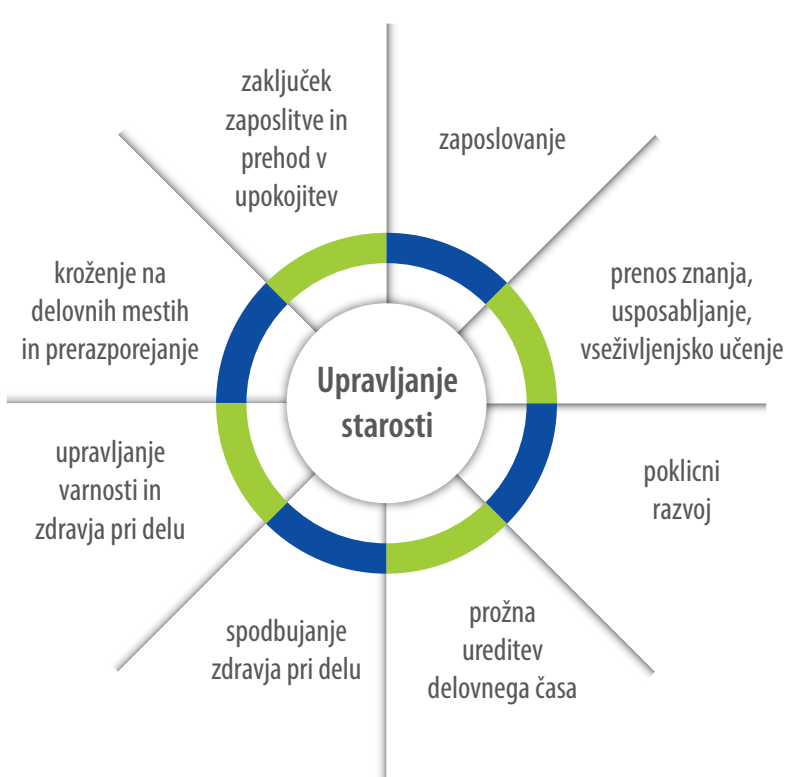 zaključek
zaposlitve in
prehod v
upokojitev
zaposlovanje
prenos znanja,
usposabljanje,
vseživljenjsko učenje
poklicni
razvoj
prožna
ureditev
delovnega časa
spodbujanje
zdravja pri delu
upravljanje
varnosti in
zdravja pri delu
kroženje na
delovnih mestih
in prerazporejanje
Upravljanje
starosti